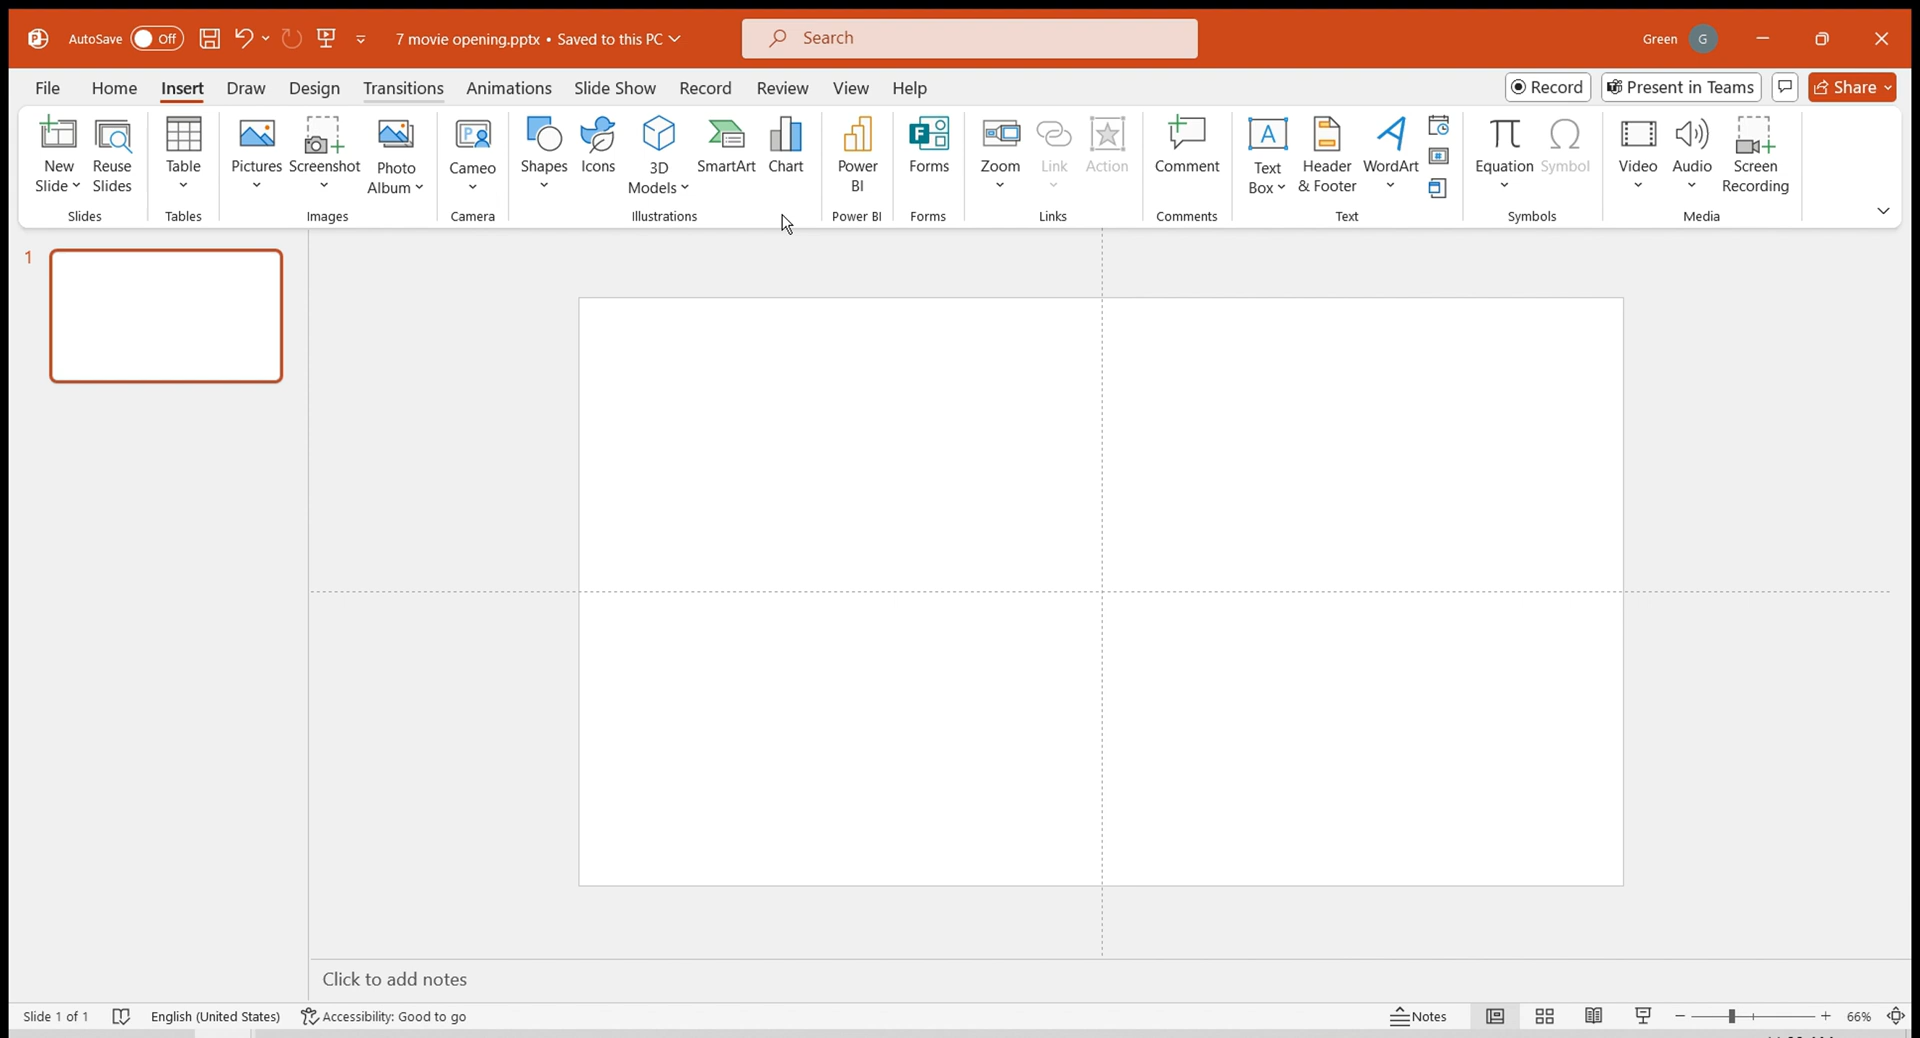 AutoSave Off 7 movie opening.pptx • Saved to this PC Search Green G
File Home Insert Draw Design Transitions Animations Slide Show Record Review View Help Record Present in Teams Share
New Slide
Reuse Slides
Table
Pictures
Screenshot
Photo Album
Cameo
Shapes
Icons
3D Models
SmartArt
Chart
Power BI
Forms
Zoom
Link
Action
Comment
Text Box
Header & Footer
WordArt
Equation
Symbol
Video
Audio
Screen Recording
Slides Tables Images Camera Illustrations Power BI Forms Links Comments Text Symbols Media
1
Click to add notes
Slide 1 of 1 English (United States) Accessibility: Good to go Notes 66%